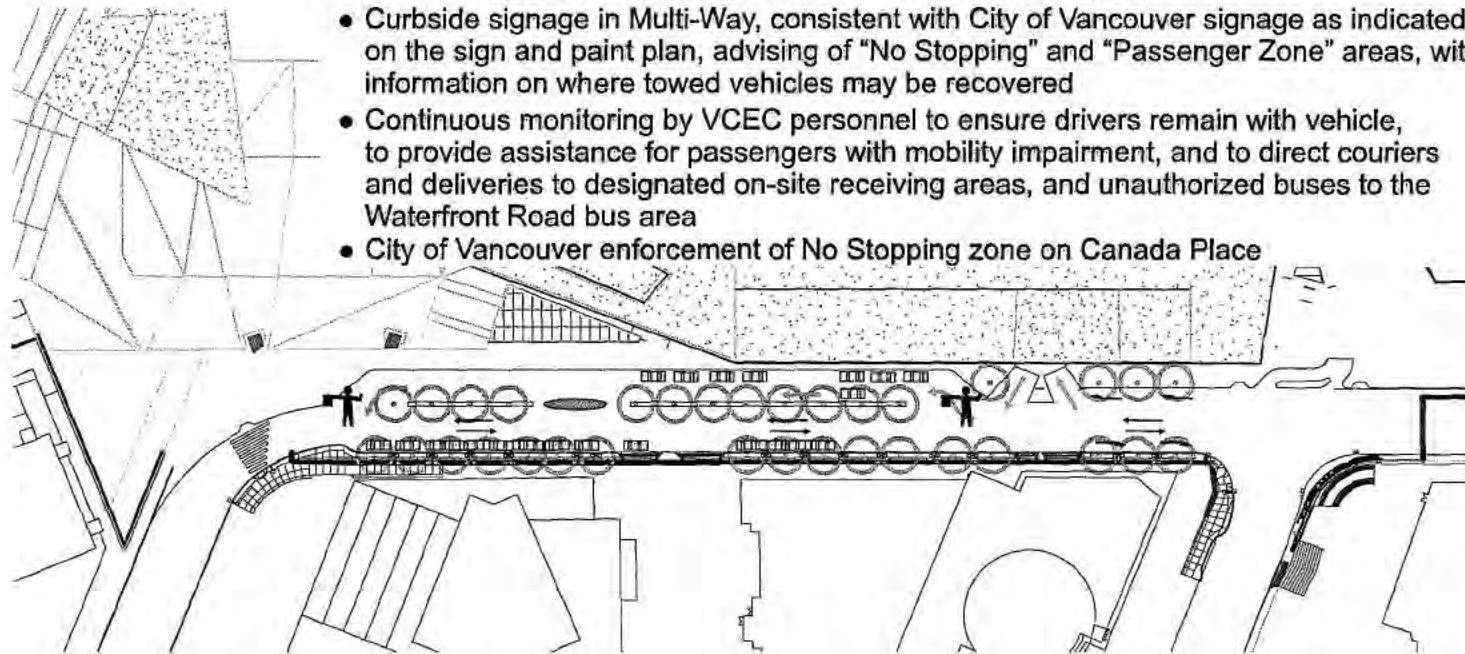 • Curbside signage in Multi-Way, consistent with City of Vancouver signage as indicated
on the sign and paint plan, advising of "No Stopping" and "Passenger Zone" areas, wit
information on where towed vehicles may be recovered
• Continuous monitoring by VCEC personnel to ensure drivers remain with vehicle,
to provide assistance for passengers with mobility impairment, and to direct couriers
and deliveries to designated on-site receiving areas, and unauthorized buses to the
Waterfront Road bus area
• City of Vancouver enforcement of No Stopping zone on Canada Place